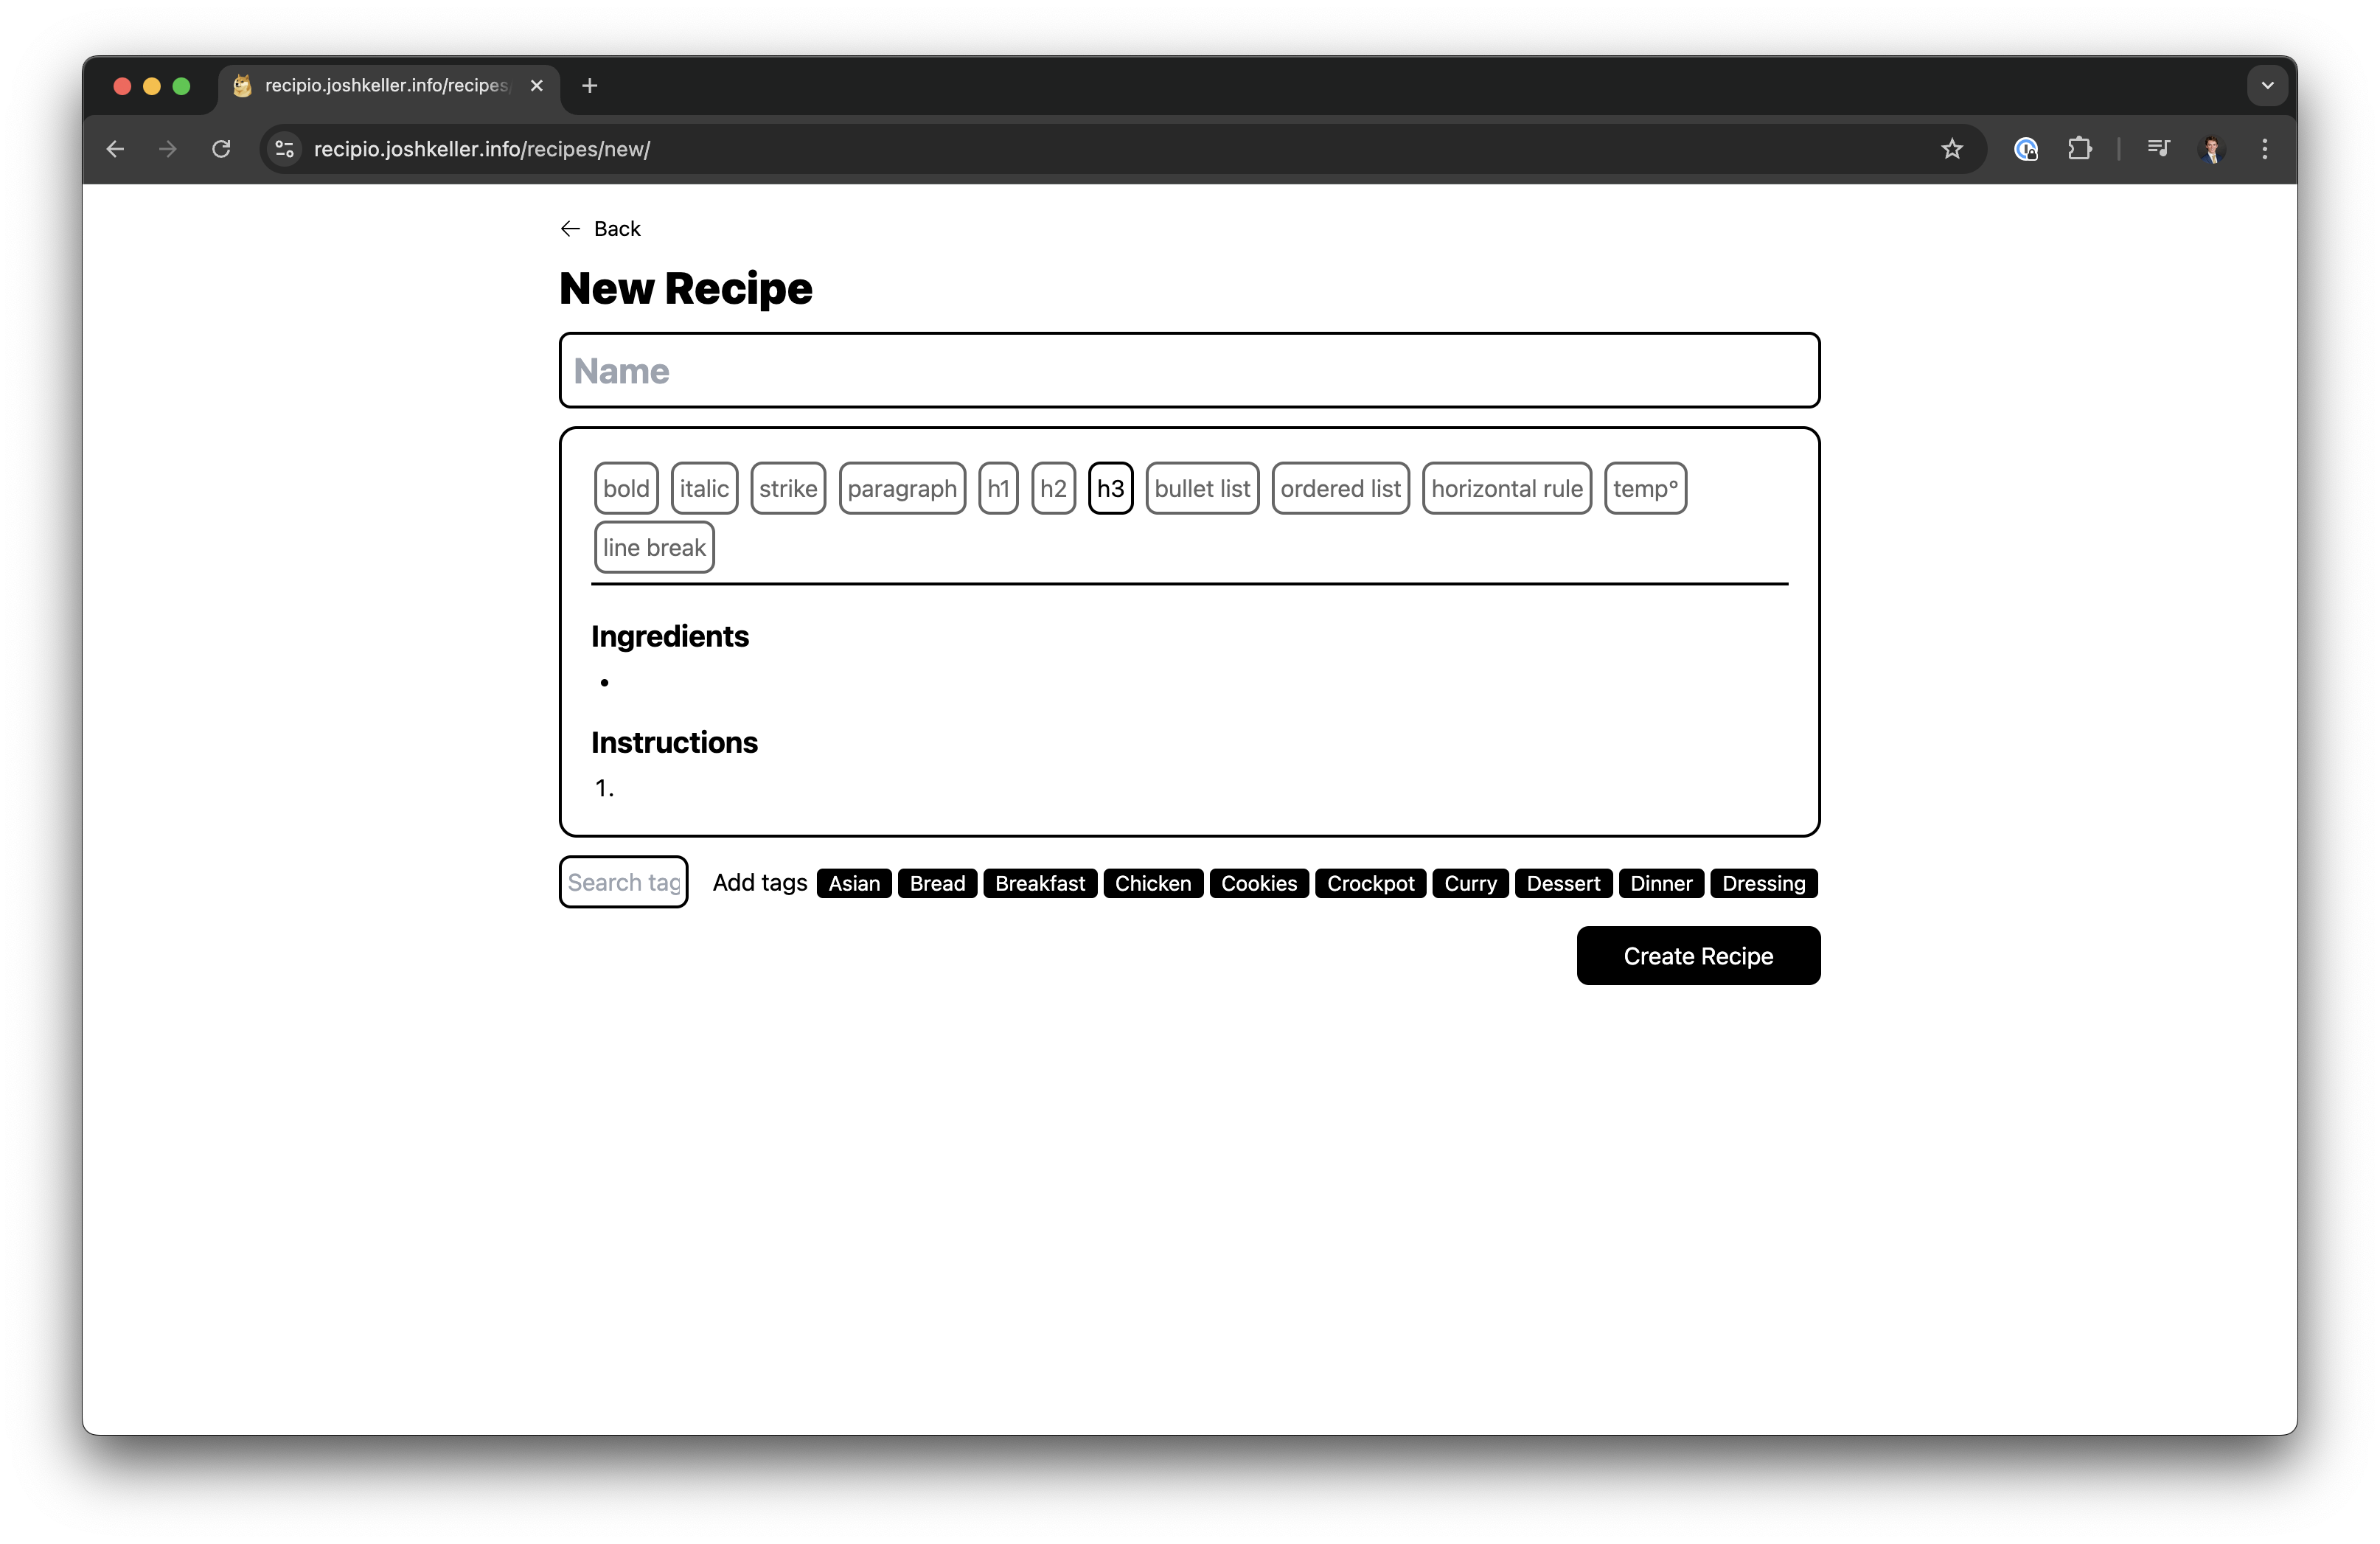 recipio.joshkeller.info/recipes/
recipio.joshkeller.info/recipes/new/
Back
New Recipe
Name
bold italic strike paragraph h1 h2 h3 bullet list ordered list horizontal rule temp°
line break
Ingredients
•
Instructions
1.
Search tag Add tags Asian Bread Breakfast Chicken Cookies Crockpot Curry Dessert Dinner Dressing
Create Recipe